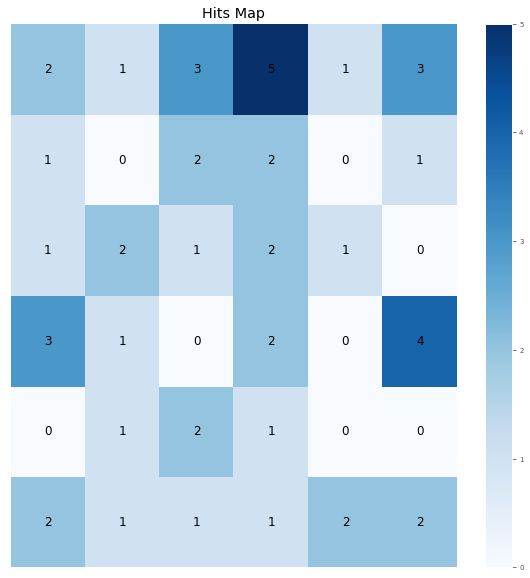 Hits Map
2 1 3 5 1 3
1 0 2 2 0 1
1 2 1 2 1 0
3 1 0 2 0 4
0 1 2 1 0 0
2 1 1 1 2 2
5
4
3
2
1
0